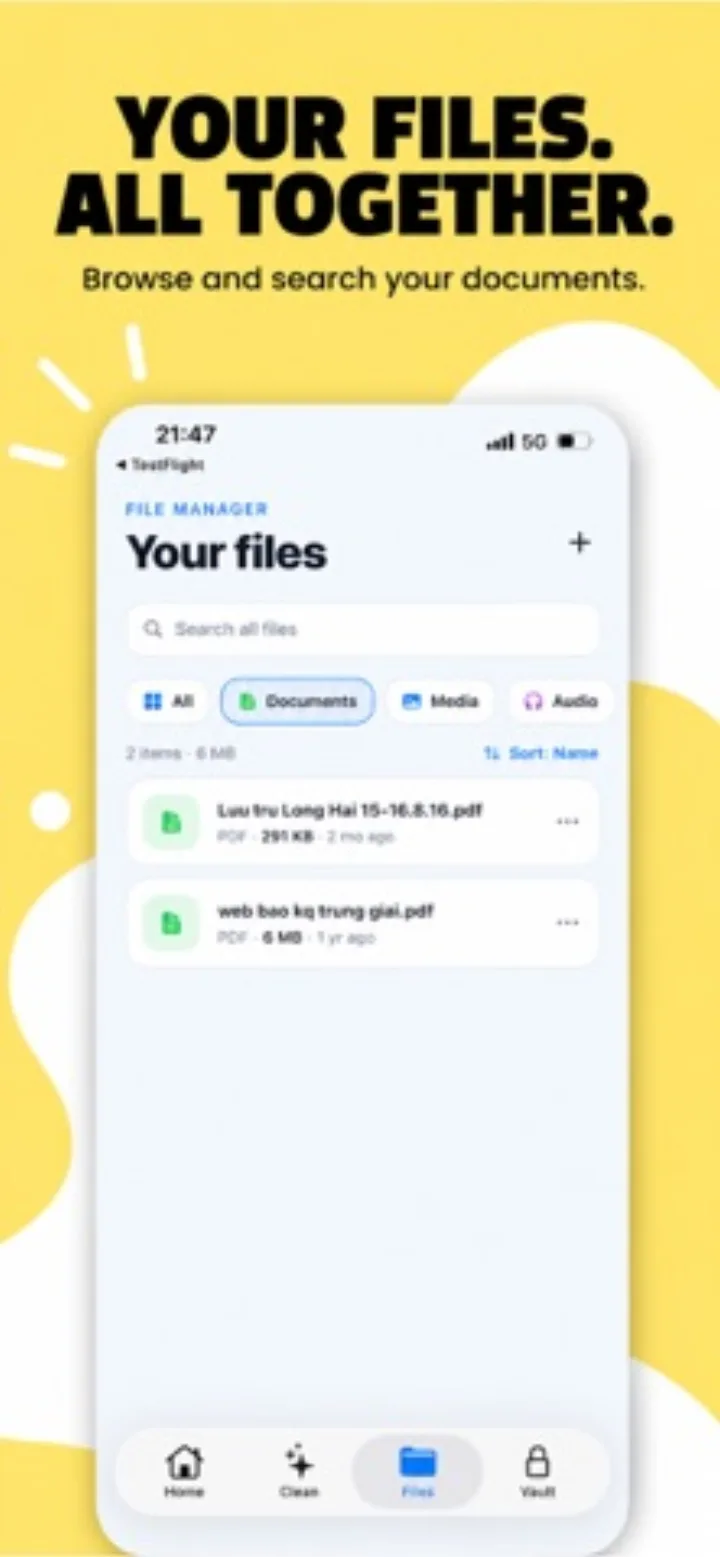 YOUR FILES.
ALL TOGETHER.
Browse and search your documents.
21:47
5G
TestFlight
FILE MANAGER
Your files
+
Search all files
All
Documents
Media
Audio
2 items · 6 MB
Sort: Name
Luu tru Long Hai 15-16.8.16.pdf
PDF · 291 KB · 2 mo ago
web bao kq trung giai.pdf
PDF · 6 MB · 1 yr ago
Home
Clean
Files
Vault